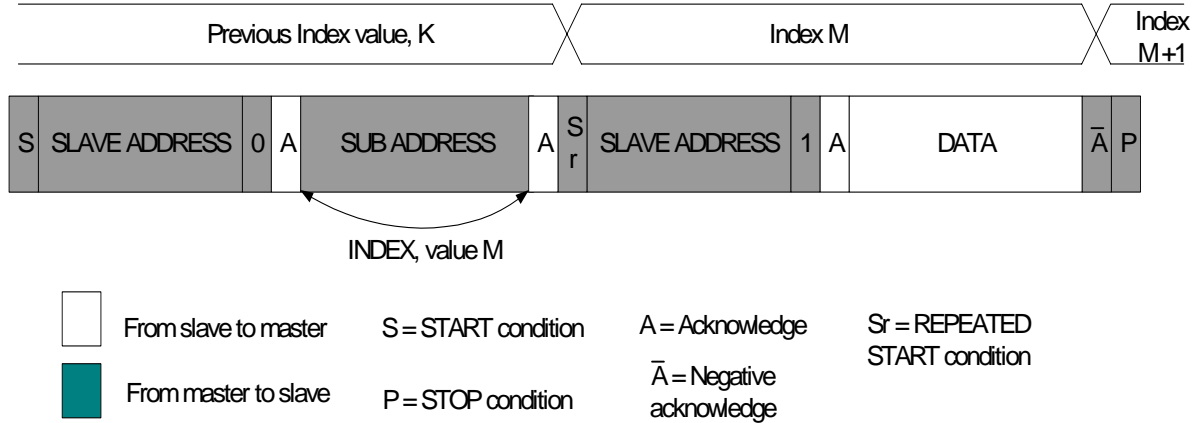 Previous Index value, K
Index M
Index
M+1
S SLAVE ADDRESS 0 A SUB ADDRESS A Sr SLAVE ADDRESS 1 A DATA A̅ P
INDEX, value M
From slave to master
S = START condition
A = Acknowledge
Sr = REPEATED
START condition
From master to slave
P = STOP condition
A̅ = Negative
acknowledge